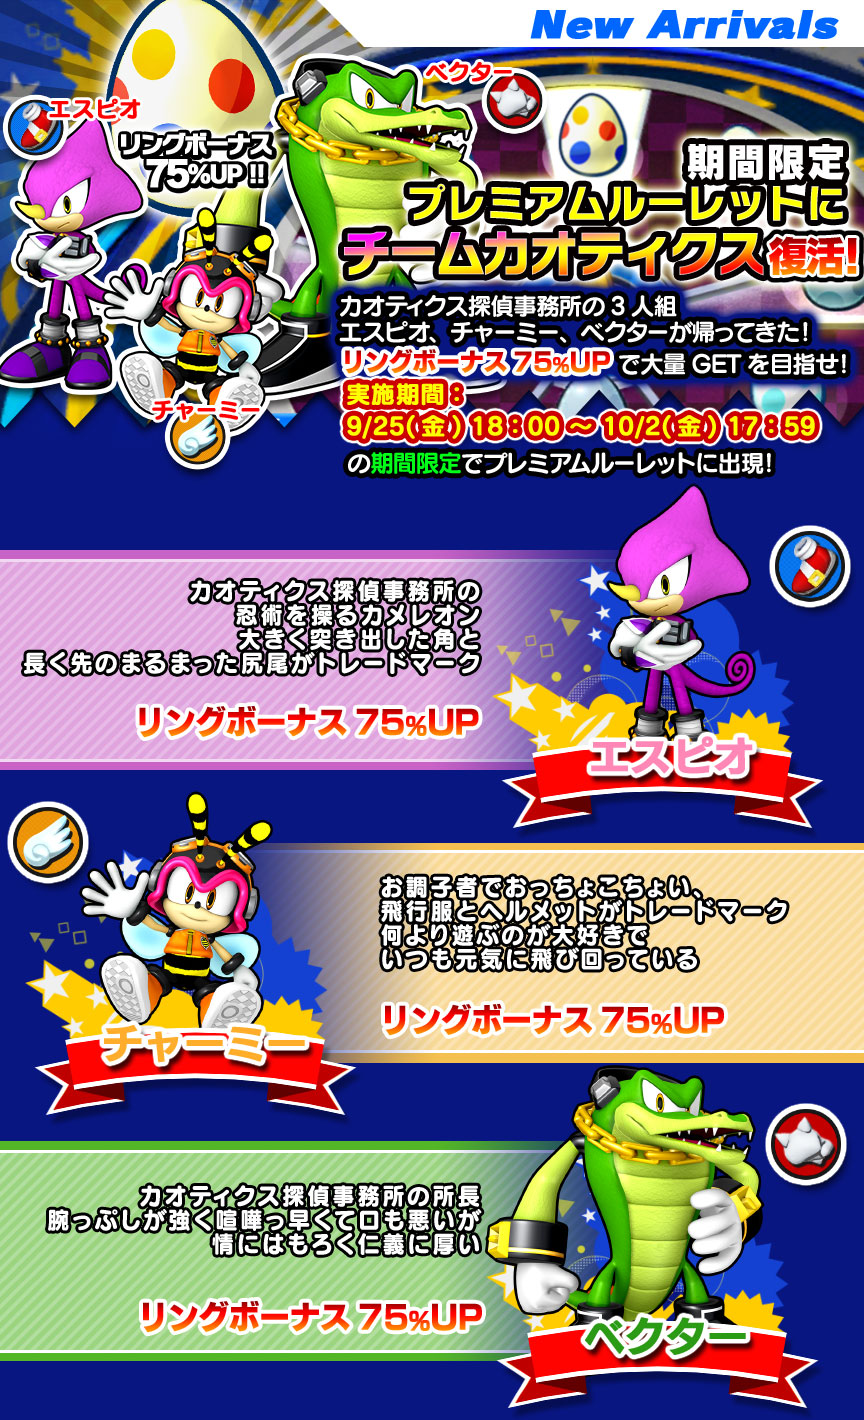 New Arrivals
エスピオ
ベクター
リングボーナス
75%UP!!
期間限定
プレミアムルーレットに
チームカオティクス復活!
カオティクス探偵事務所の3人組
エスピオ、チャーミー、ベクターが帰ってきた!
リングボーナス75%UPで大量GETを目指せ!
チャーミー
実施期間:
9/25(金)18:00~10/2(金)17:59
の期間限定でプレミアムルーレットに出現!
カオティクス探偵事務所の
忍術を操るカメレオン
大きく突き出した角と
長く先のまるまった尻尾がトレードマーク
リングボーナス75%UP
エスピオ
お調子者でおっちょこちょい、
飛行服とヘルメットがトレードマーク
何より遊ぶのが大好きで
いつも元気に飛び回っている
リングボーナス75%UP
チャーミー
カオティクス探偵事務所の所長
腕っぷしが強く喧嘩っ早くて口も悪いが
情にはもろく仁義に厚い
リングボーナス75%UP
ベクター